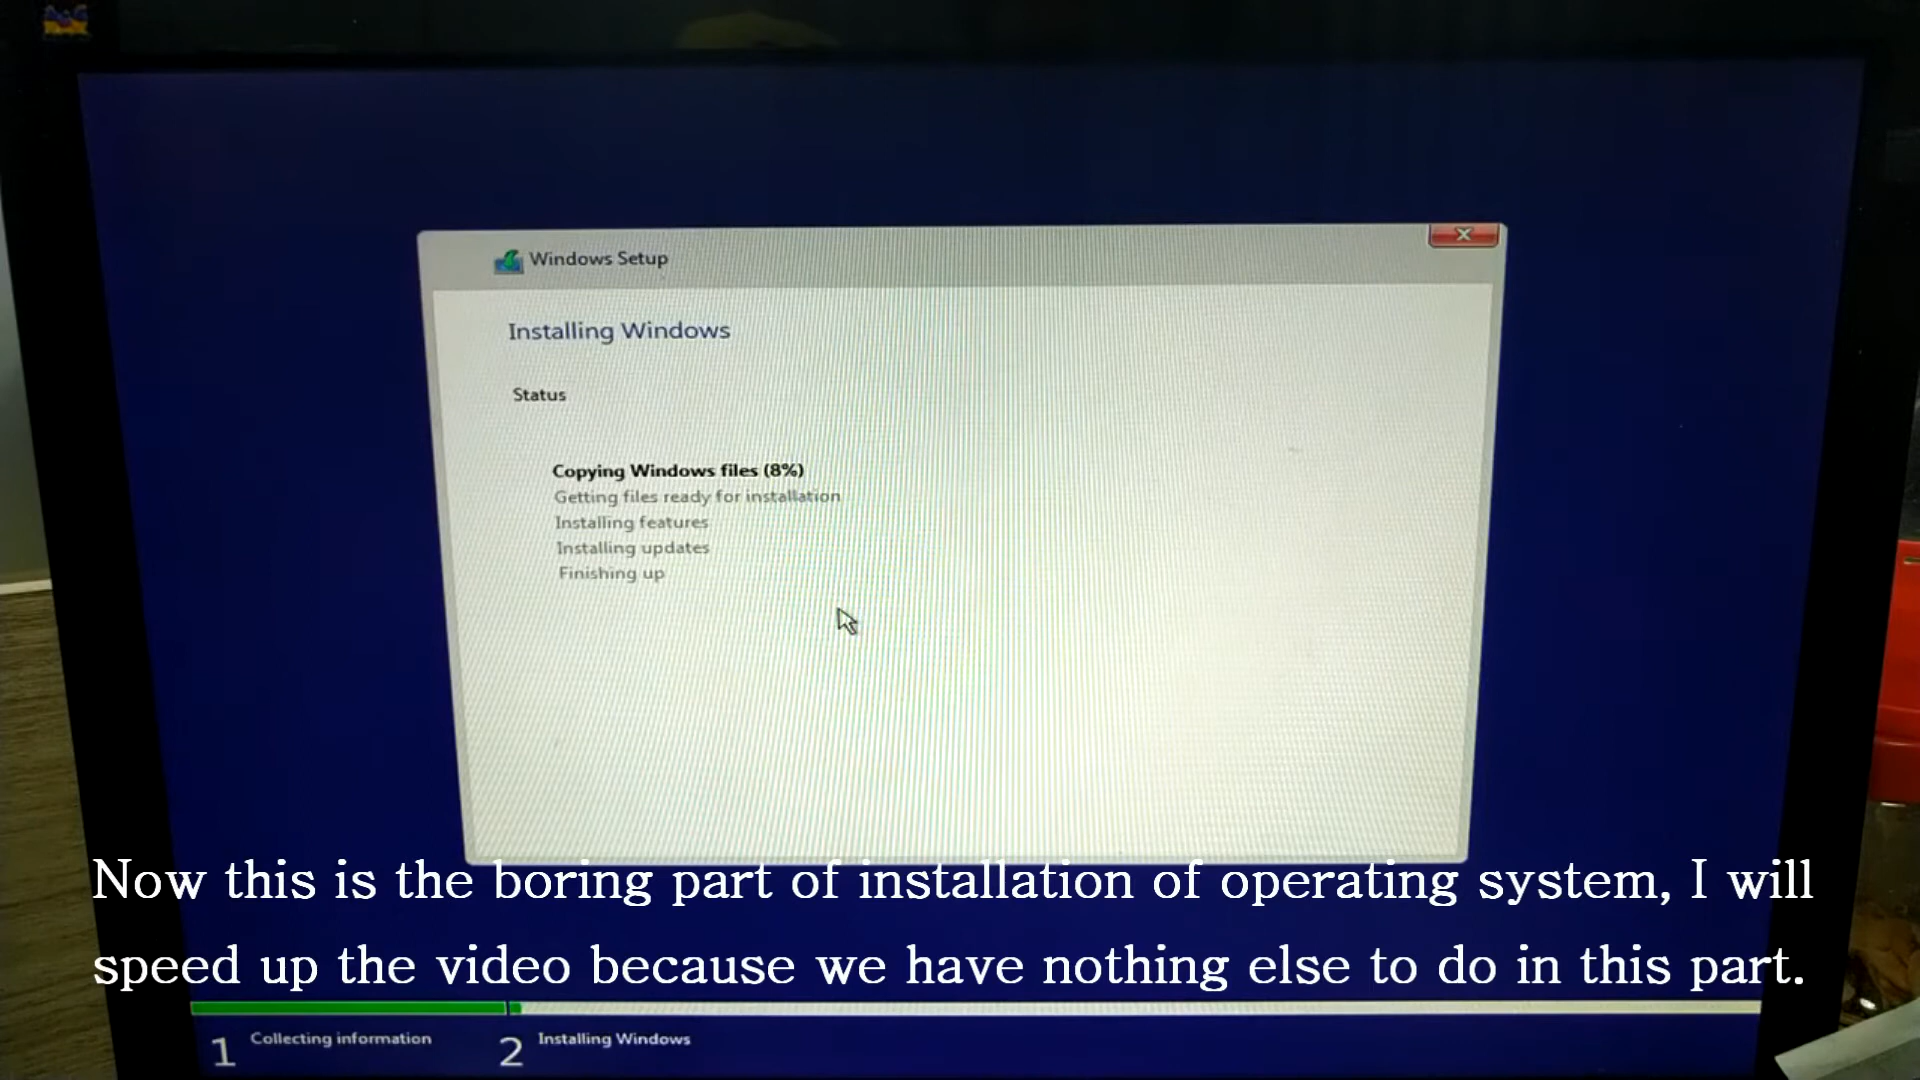 Windows Setup
Installing Windows
Status
Copying Windows files (8%)
Getting files ready for installation
Installing features
Installing updates
Finishing up
Now this is the boring part of installation of operating system, I will
speed up the video because we have nothing else to do in this part.
1 Collecting information 2 Installing Windows